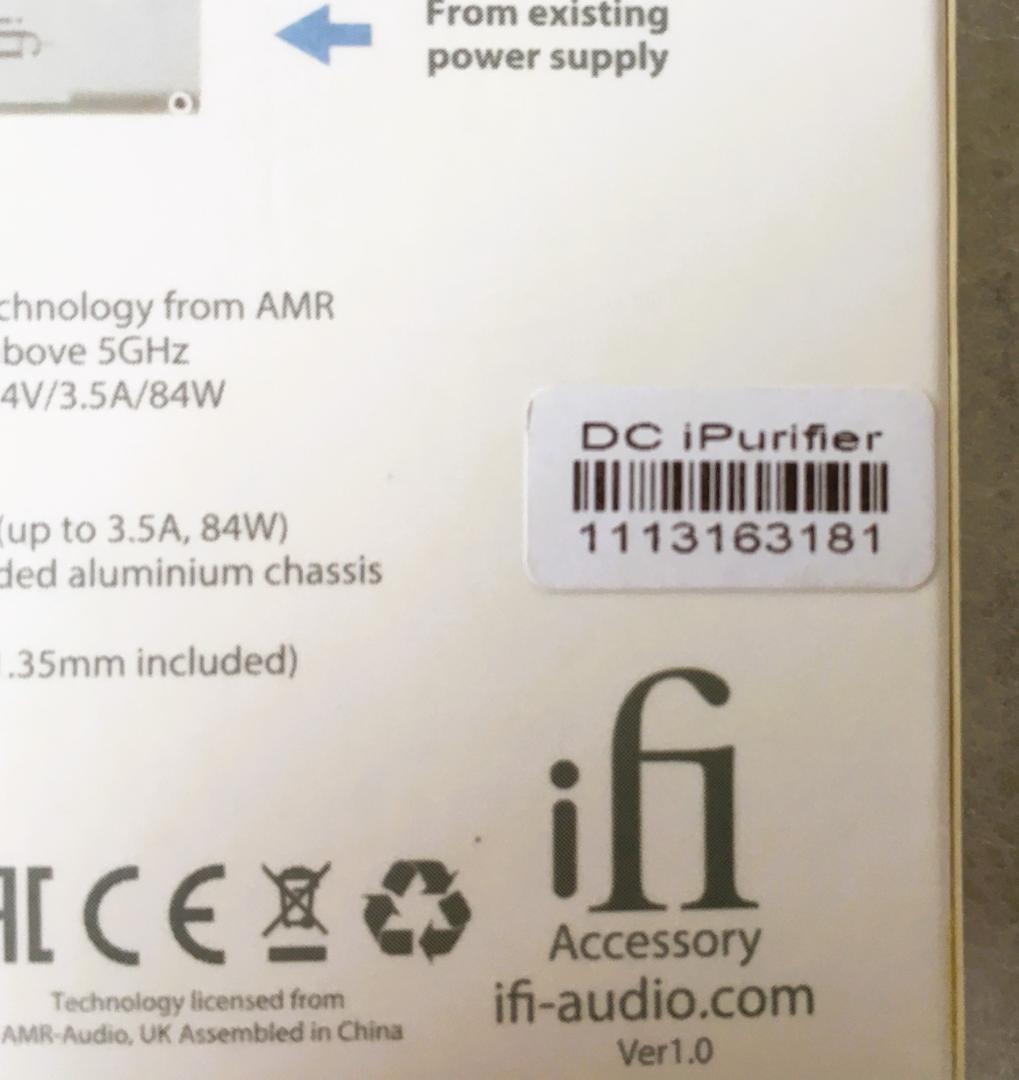 From existing
power supply
chnology from AMR
bove 5GHz
4V/3.5A/84W
DC iPurifier
1113163181
(up to 3.5A, 84W)
ded aluminium chassis
.35mm included)
ifi
Accessory
ifi-audio.com
Ver1.0
CE
Technology licensed from
AMR-Audio, UK Assembled in China